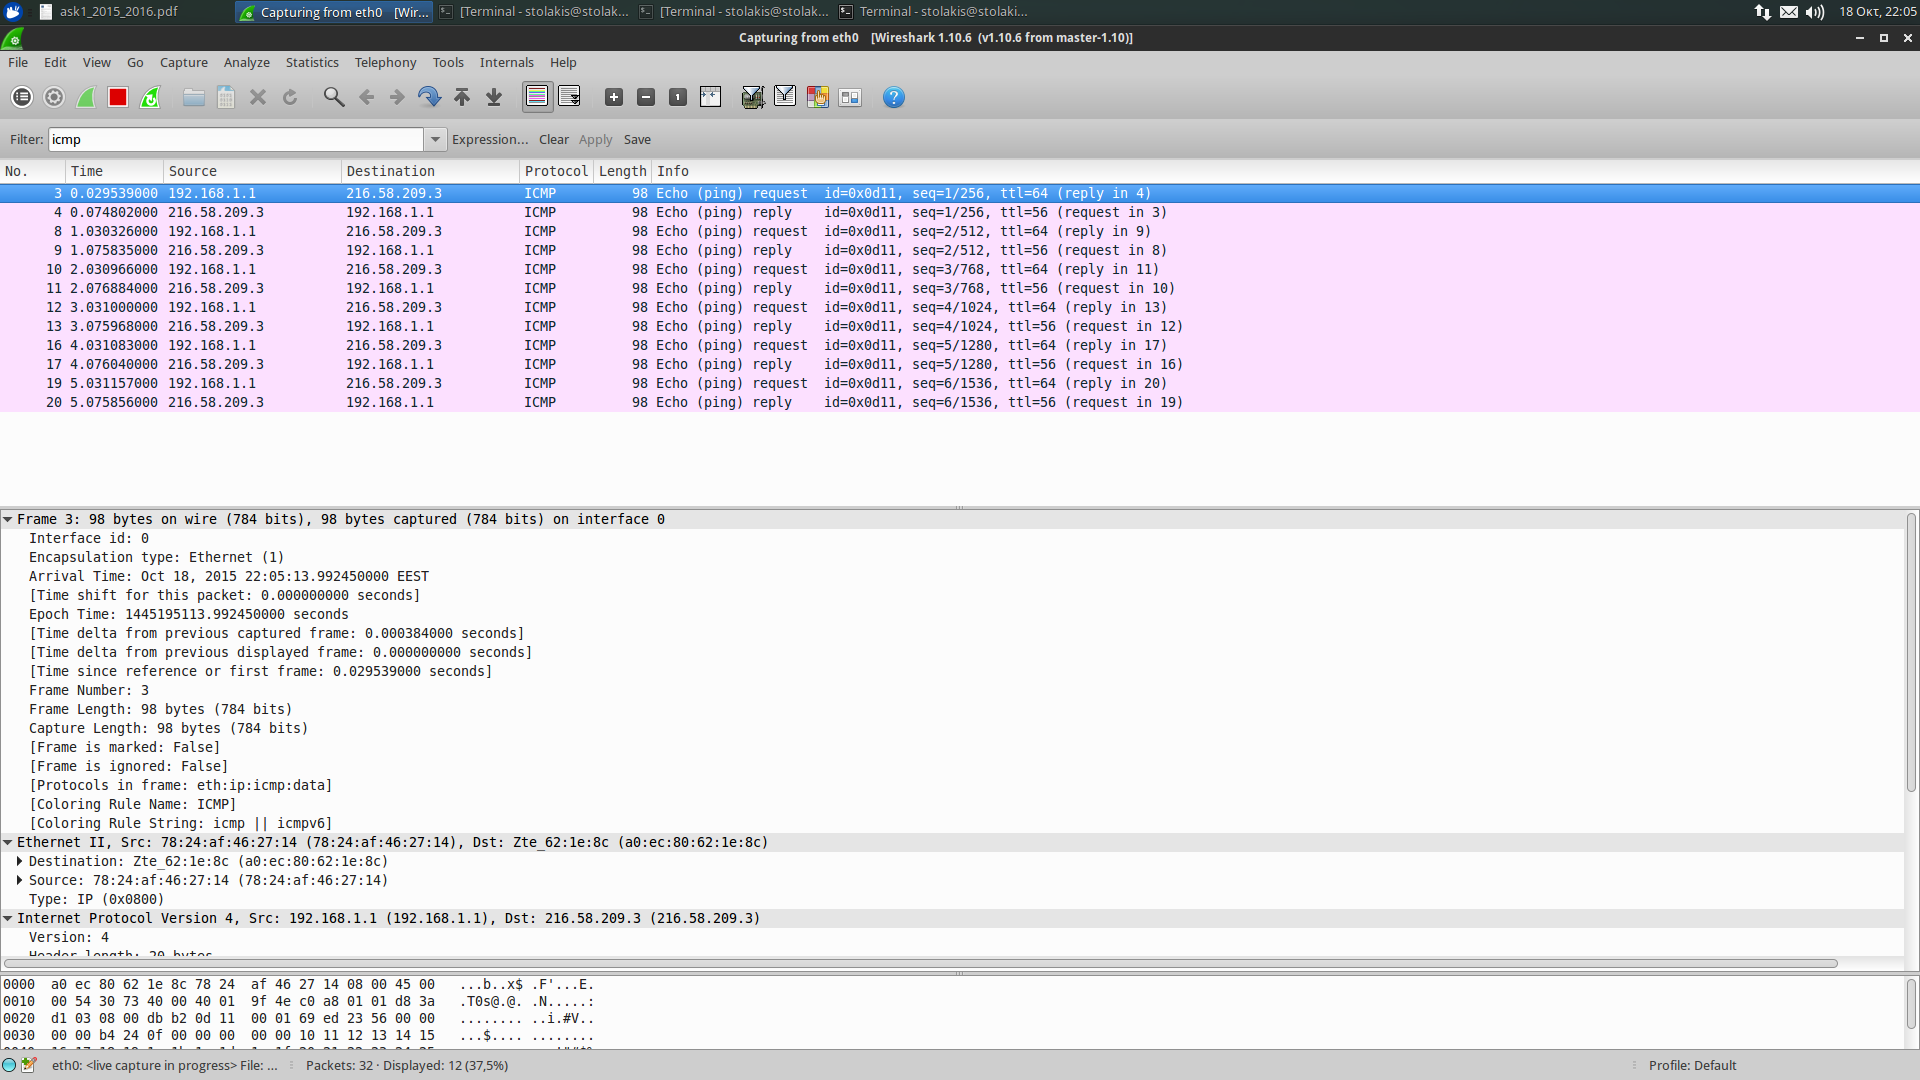 ask1_2015_2016.pdf Capturing from eth0 [Wir... [Terminal - stolakis@stolak... [Terminal - stolakis@stolak... Terminal - stolakis@stolaki... 18 Οκτ, 22:05
Capturing from eth0 [Wireshark 1.10.6 (v1.10.6 from master-1.10)]
File Edit View Go Capture Analyze Statistics Telephony Tools Internals Help
Filter: icmp Expression... Clear Apply Save
No. Time Source Destination Protocol Length Info
3 0.029539000 192.168.1.1 216.58.209.3 ICMP 98 Echo (ping) request id=0x0d11, seq=1/256, ttl=64 (reply in 4)
4 0.074802000 216.58.209.3 192.168.1.1 ICMP 98 Echo (ping) reply id=0x0d11, seq=1/256, ttl=56 (request in 3)
8 1.030326000 192.168.1.1 216.58.209.3 ICMP 98 Echo (ping) request id=0x0d11, seq=2/512, ttl=64 (reply in 9)
9 1.075835000 216.58.209.3 192.168.1.1 ICMP 98 Echo (ping) reply id=0x0d11, seq=2/512, ttl=56 (request in 8)
10 2.030966000 192.168.1.1 216.58.209.3 ICMP 98 Echo (ping) request id=0x0d11, seq=3/768, ttl=64 (reply in 11)
11 2.076884000 216.58.209.3 192.168.1.1 ICMP 98 Echo (ping) reply id=0x0d11, seq=3/768, ttl=56 (request in 10)
12 3.031000000 192.168.1.1 216.58.209.3 ICMP 98 Echo (ping) request id=0x0d11, seq=4/1024, ttl=64 (reply in 13)
13 3.075968000 216.58.209.3 192.168.1.1 ICMP 98 Echo (ping) reply id=0x0d11, seq=4/1024, ttl=56 (request in 12)
16 4.031083000 192.168.1.1 216.58.209.3 ICMP 98 Echo (ping) request id=0x0d11, seq=5/1280, ttl=64 (reply in 17)
17 4.076040000 216.58.209.3 192.168.1.1 ICMP 98 Echo (ping) reply id=0x0d11, seq=5/1280, ttl=56 (request in 16)
19 5.031157000 192.168.1.1 216.58.209.3 ICMP 98 Echo (ping) request id=0x0d11, seq=6/1536, ttl=64 (reply in 20)
20 5.075856000 216.58.209.3 192.168.1.1 ICMP 98 Echo (ping) reply id=0x0d11, seq=6/1536, ttl=56 (request in 19)
Frame 3: 98 bytes on wire (784 bits), 98 bytes captured (784 bits) on interface 0
Interface id: 0
Encapsulation type: Ethernet (1)
Arrival Time: Oct 18, 2015 22:05:13.992450000 EEST
[Time shift for this packet: 0.000000000 seconds]
Epoch Time: 1445195113.992450000 seconds
[Time delta from previous captured frame: 0.000384000 seconds]
[Time delta from previous displayed frame: 0.000000000 seconds]
[Time since reference or first frame: 0.029539000 seconds]
Frame Number: 3
Frame Length: 98 bytes (784 bits)
Capture Length: 98 bytes (784 bits)
[Frame is marked: False]
[Frame is ignored: False]
[Protocols in frame: eth:ip:icmp:data]
[Coloring Rule Name: ICMP]
[Coloring Rule String: icmp || icmpv6]
Ethernet II, Src: 78:24:af:46:27:14 (78:24:af:46:27:14), Dst: Zte_62:1e:8c (a0:ec:80:62:1e:8c)
Destination: Zte_62:1e:8c (a0:ec:80:62:1e:8c)
Source: 78:24:af:46:27:14 (78:24:af:46:27:14)
Type: IP (0x0800)
Internet Protocol Version 4, Src: 192.168.1.1 (192.168.1.1), Dst: 216.58.209.3 (216.58.209.3)
Version: 4
Header length: 20 bytes
0000 a0 ec 80 62 1e 8c 78 24 af 46 27 14 08 00 45 00 ...b..x$ .F'...E.
0010 00 54 30 73 40 00 40 01 9f 4e c0 a8 01 01 d8 3a .T0s@.@. .N.....:
0020 d1 03 08 00 db b2 0d 11 00 01 69 ed 23 56 00 00 ........ ..i.#V..
0030 00 00 b4 24 0f 00 00 00 00 00 10 11 12 13 14 15 ...$.... ........
eth0: <live capture in progress> File: ... Packets: 32 · Displayed: 12 (37,5%) Profile: Default